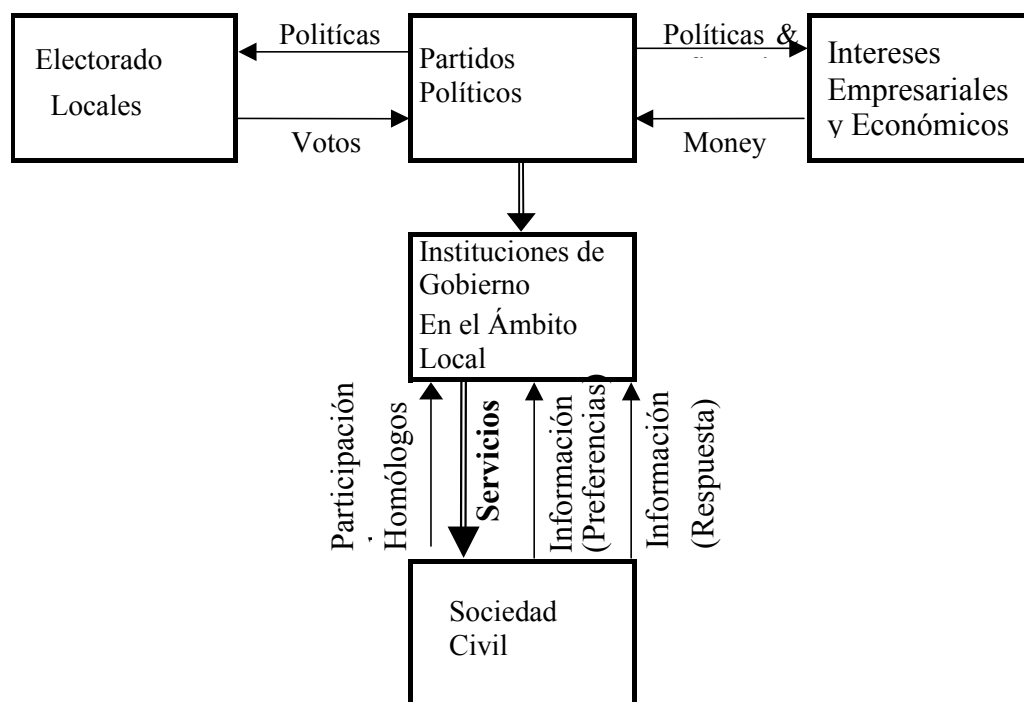 Electorado
Locales
Politícas
Votos
Partidos
Políticos
Políticas &
Money
Intereses
Empresariales
y Económicos
Instituciones de
Gobierno
En el Ámbito
Local
Participación
Homólogos
Servicios
Información
(Preferencias)
Información
(Respuesta)
Sociedad
Civil